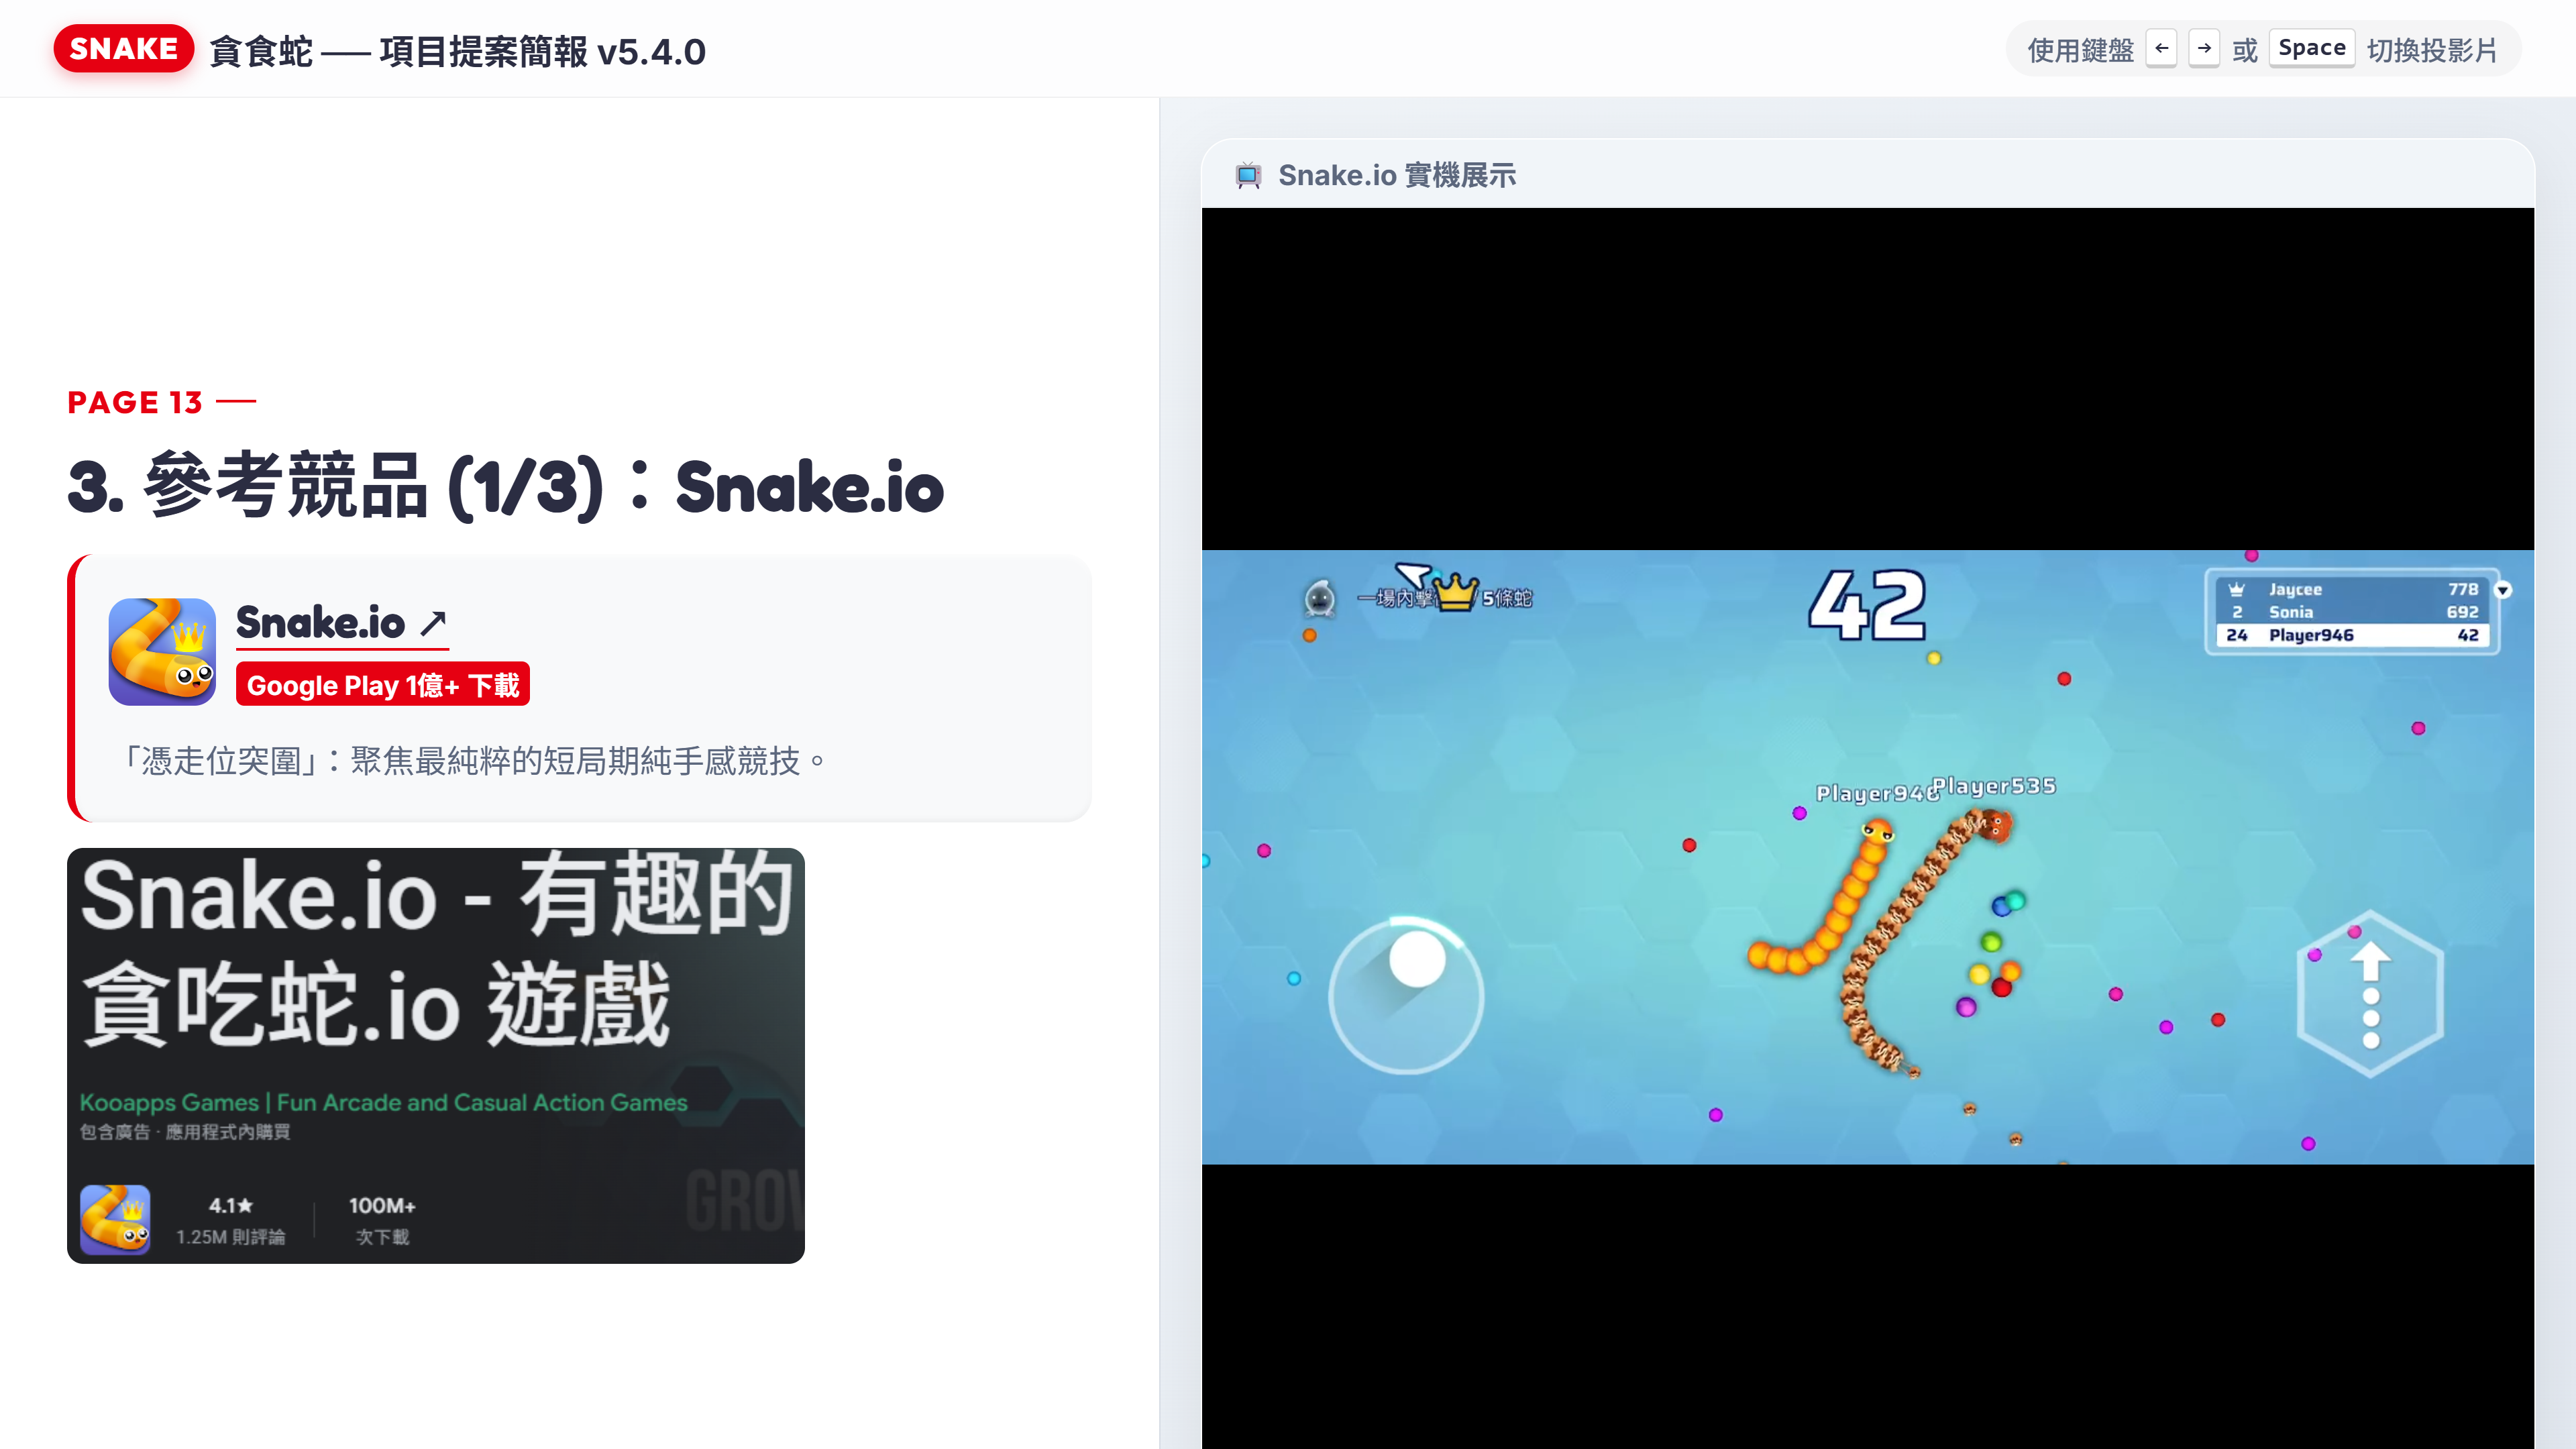 SNAKE 貪食蛇 —— 項目提案簡報 v5.4.0
使用鍵盤 ← → 或 Space 切換投影片
PAGE 13 —
3. 參考競品 (1/3)：Snake.io
Snake.io ↗
Google Play 1億+ 下載
「憑走位突圍」：聚焦最純粹的短局期純手感競技。
Snake.io - 有趣的
貪吃蛇.io 遊戲
Kooapps Games | Fun Arcade and Casual Action Games
包含廣告 · 應用程式內購買
4.1★ 100M+
1.25M 則評論 次下載
GROW
Snake.io 實機展示
一場內擊 5條蛇
42
Jaycee 778
2 Sonia 692
24 Player946 42
Player946
Player535